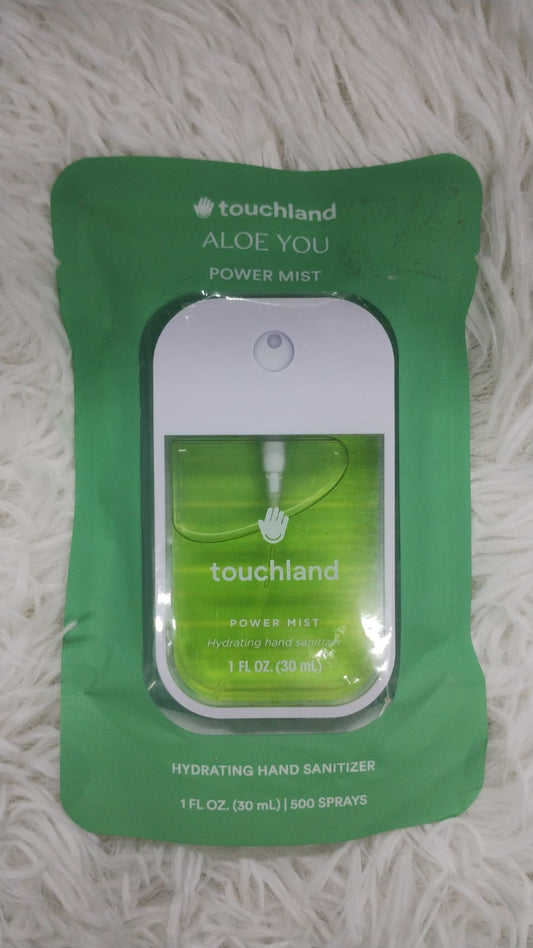 touchland
ALOE YOU
POWER MIST
touchland
POWER MIST
Hydrating hand sanitizer
1 FL OZ. (30 mL)
HYDRATING HAND SANITIZER
1 FL OZ. (30 mL) | 500 SPRAYS